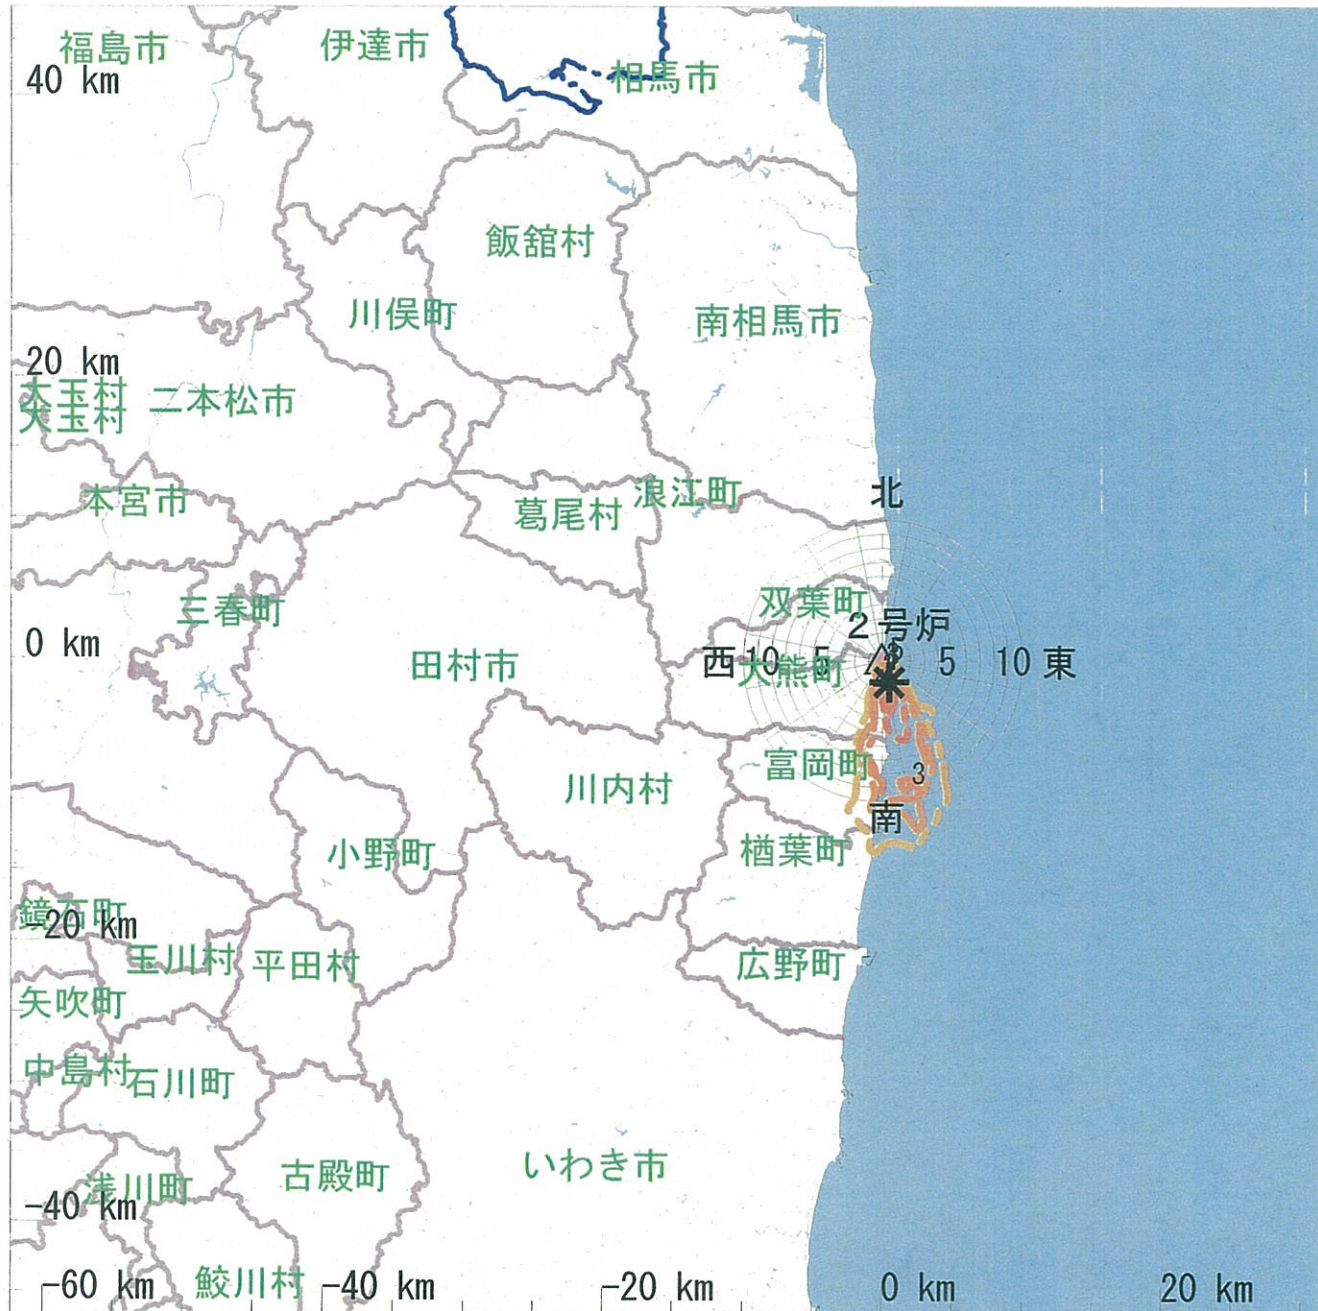 福島市
伊達市
40 km
相馬市
飯舘村
川俣町
南相馬市
20 km
大玉村
大玉村
二本松市
本宮市
葛尾村
浪江町
北
三春町
双葉町
2号炉
0 km
田村市
西
10
5
大熊町
5
10
東
富岡町
3
川内村
南
小野町
楢葉町
鏡石町
-20 km
玉川村
平田村
広野町
矢吹町
中島村
石川町
いわき市
古殿町
浅川町
-40 km
鮫川村
-60 km
-40 km
-20 km
0 km
20 km